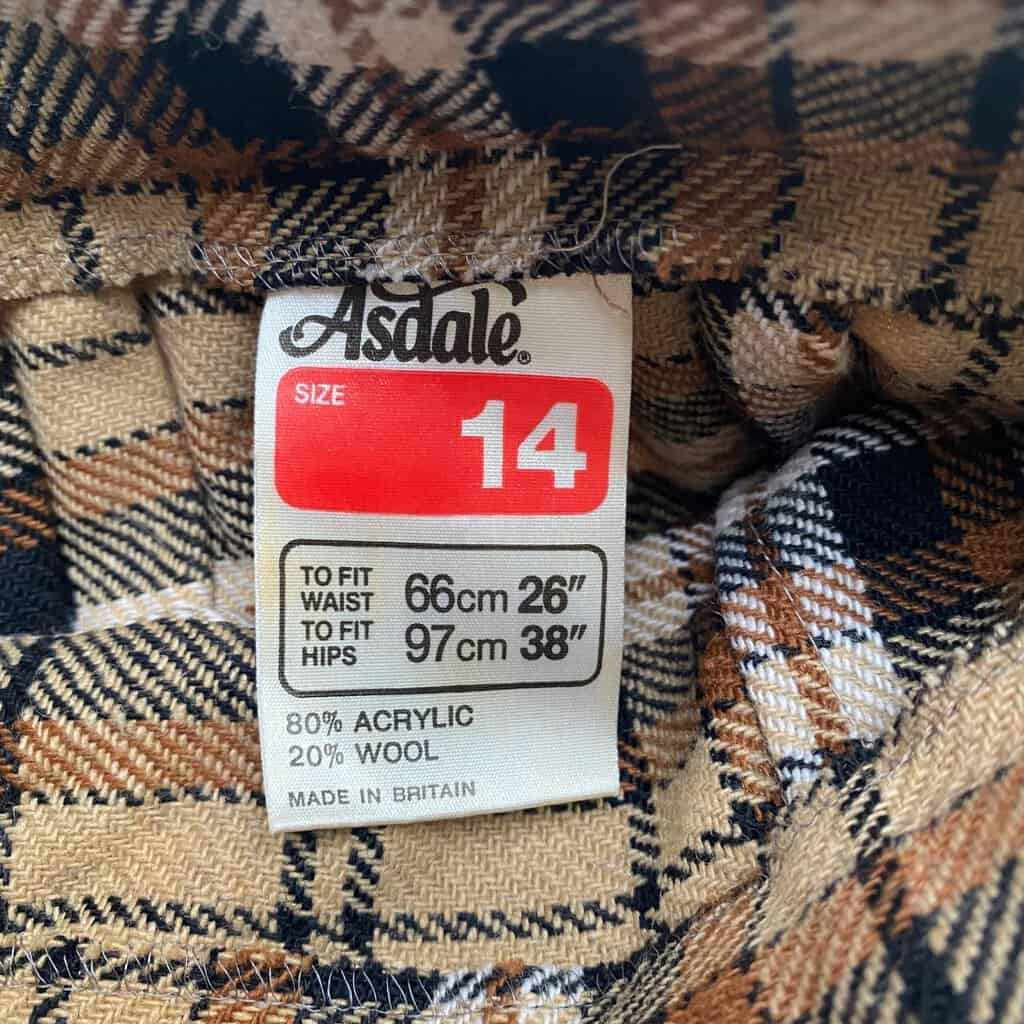 Asdale®
SIZE
14
TO FIT WAIST 66cm 26"
TO FIT HIPS 97cm 38"
80% ACRYLIC
20% WOOL
MADE IN BRITAIN